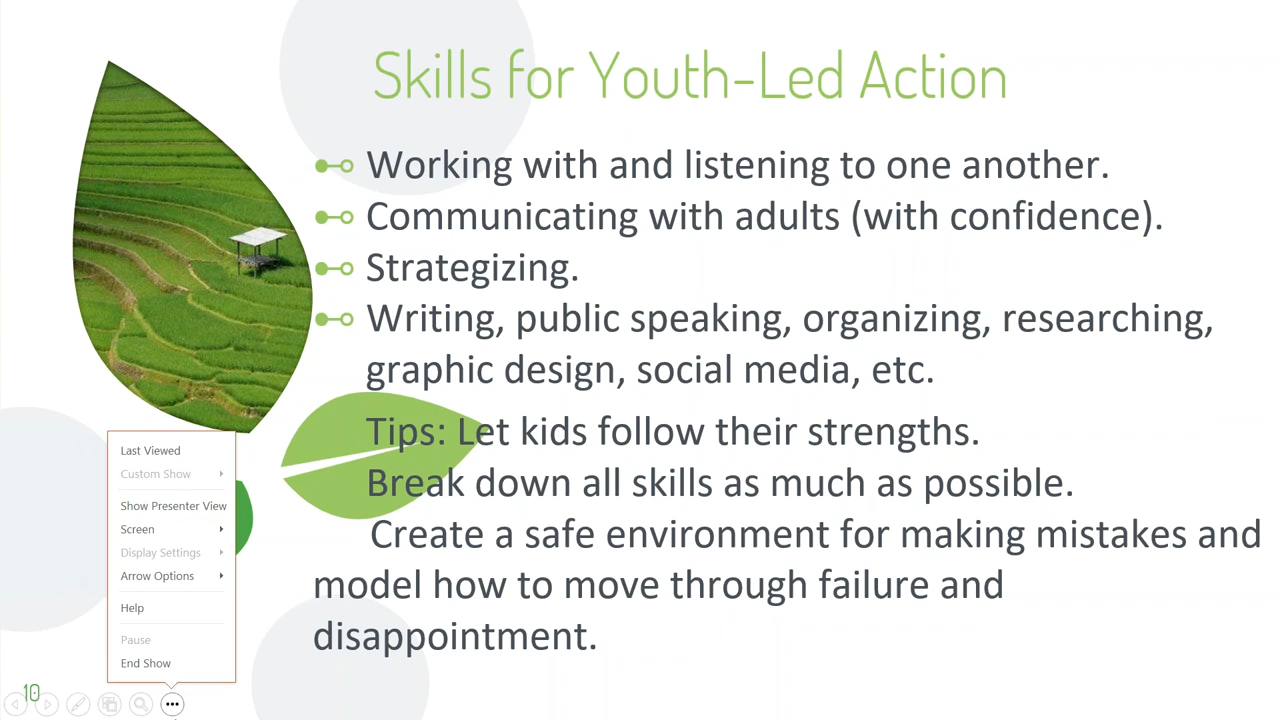 Skills for Youth-Led Action
Working with and listening to one another.
Communicating with adults (with confidence).
Strategizing.
Writing, public speaking, organizing, researching,
graphic design, social media, etc.
Tips: Let kids follow their strengths.
Break down all skills as much as possible.
Create a safe environment for making mistakes and
model how to move through failure and
disappointment.
Last Viewed
Custom Show
Show Presenter View
Screen
Display Settings
Arrow Options
Help
Pause
End Show
10